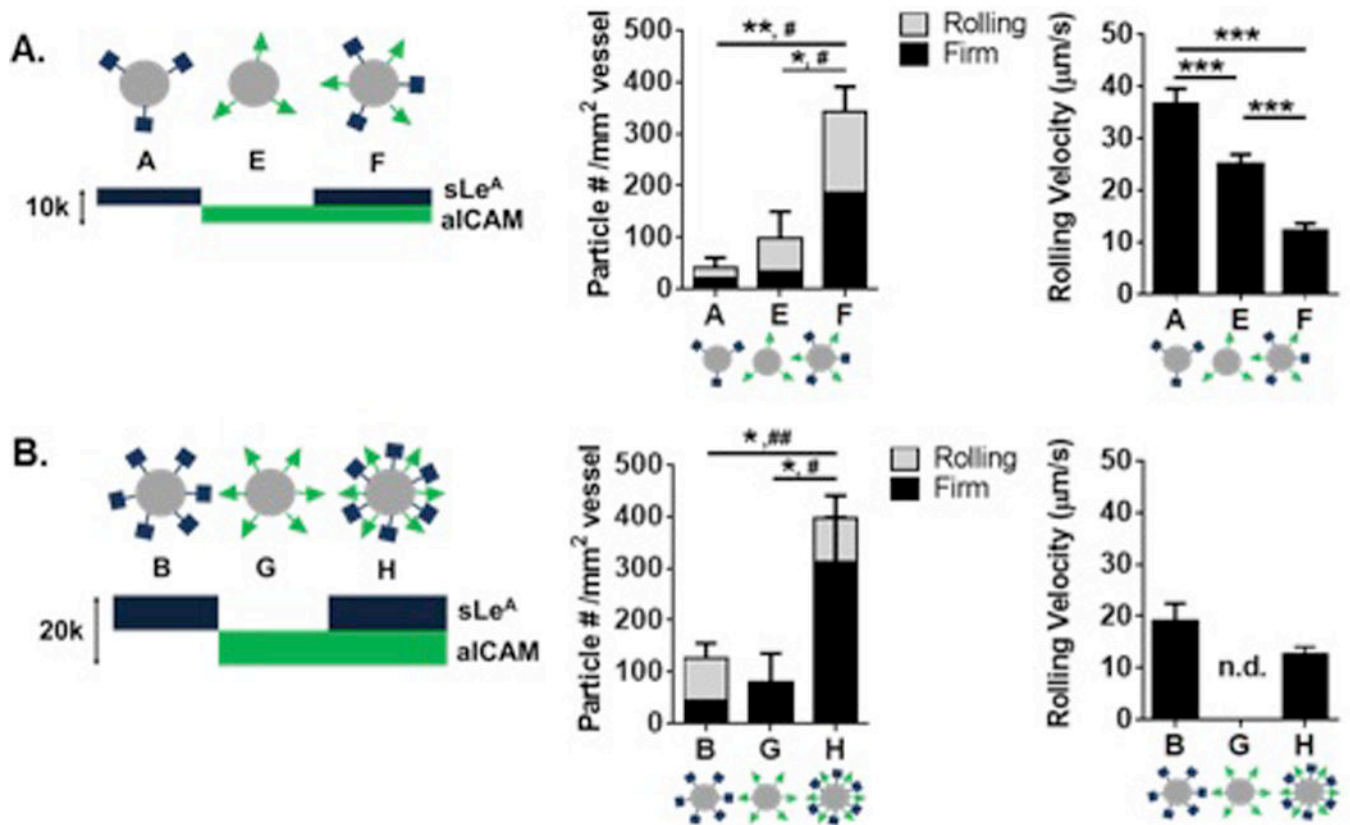 A.
A E F
10k
sLeᴬ
aICAM
Particle # /mm² vessel
500
400
300
200
100
0
**, #
*, #
Rolling
Firm
A E F
Rolling Velocity (μm/s)
50
40
30
20
10
0
***
***
***
A E F
B.
B G H
20k
sLeᴬ
aICAM
Particle # /mm² vessel
500
400
300
200
100
0
* ,##
*, #
Rolling
Firm
B G H
Rolling Velocity (μm/s)
50
40
30
20
10
0
n.d.
B G H